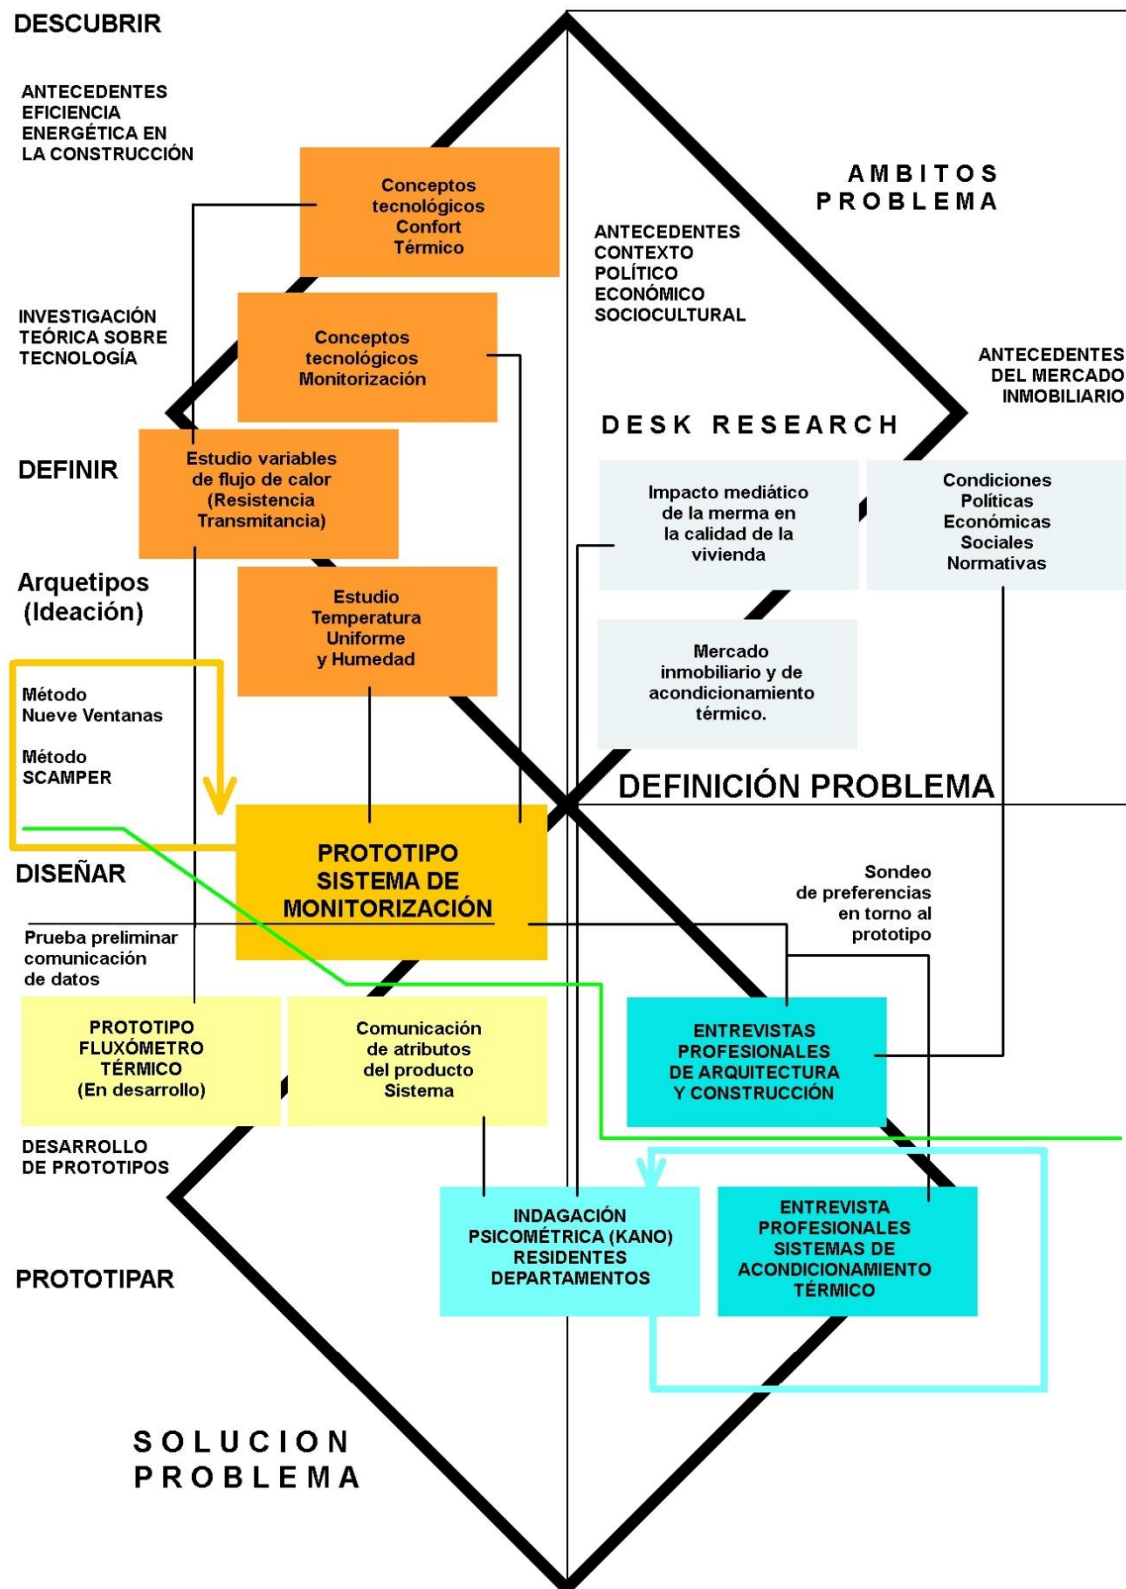 DESCUBRIR
ANTECEDENTES
EFICIENCIA
ENERGÉTICA EN
LA CONSTRUCCIÓN
Conceptos
tecnológicos
Confort
Térmico
AMBITOS
PROBLEMA
ANTECEDENTES
CONTEXTO
POLÍTICO
ECONÓMICO
SOCIOCULTURAL
INVESTIGACIÓN
TEÓRICA SOBRE
TECNOLOGÍA
Conceptos
tecnológicos
Monitorización
ANTECEDENTES
DEL MERCADO
INMOBILIARIO
DESK RESEARCH
DEFINIR
Estudio variables
de flujo de calor
(Resistencia
Transmitancia)
Impacto mediático
de la merma en
la calidad de la
vivienda
Condiciones
Políticas
Económicas
Sociales
Normativas
Arquetipos
(Ideación)
Estudio
Temperatura
Uniforme
y Humedad
Mercado
inmobiliario y de
acondicionamiento
térmico.
Método
Nueve Ventanas
Método
SCAMPER
DEFINICIÓN PROBLEMA
DISEÑAR
PROTOTIPO
SISTEMA DE
MONITORIZACIÓN
Sondeo
de preferencias
en torno al
prototipo
Prueba preliminar
comunicación
de datos
PROTOTIPO
FLUXÓMETRO
TÉRMICO
(En desarrollo)
Comunicación
de atributos
del producto
Sistema
ENTREVISTAS
PROFESIONALES
DE ARQUITECTURA
Y CONSTRUCCIÓN
DESARROLLO
DE PROTOTIPOS
PROTOTIPAR
INDAGACIÓN
PSICOMÉTRICA (KANO)
RESIDENTES
DEPARTAMENTOS
ENTREVISTA
PROFESIONALES
SISTEMAS DE
ACONDICIONAMIENTO
TÉRMICO
SOLUCION
PROBLEMA